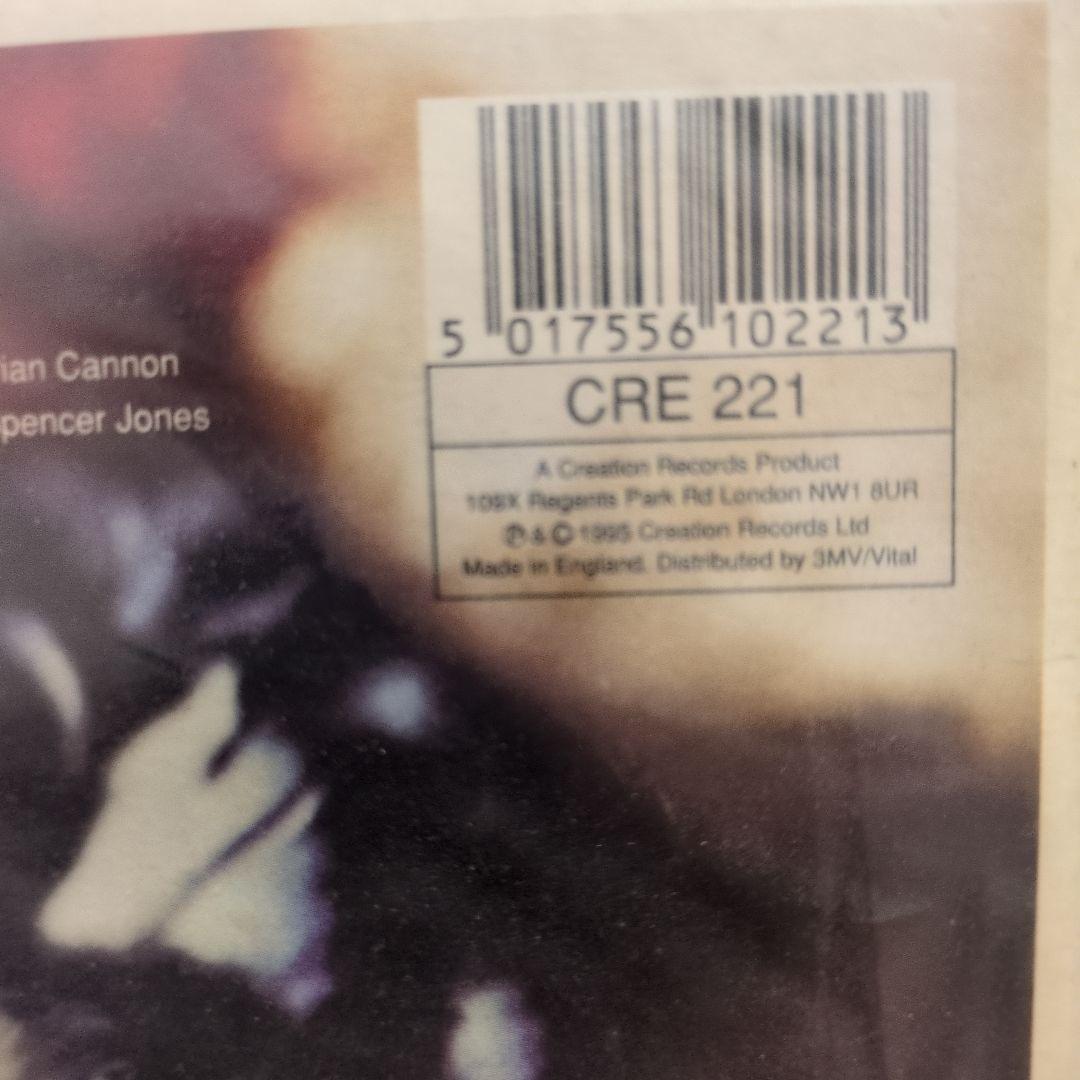 ian Cannon
pencer Jones
5 017556 102213
CRE 221
A Creation Records Product
109X Regents Park Rd London NW1 8UR
℗ & © 1995 Creation Records Ltd
Made in England. Distributed by 3MV/Vital